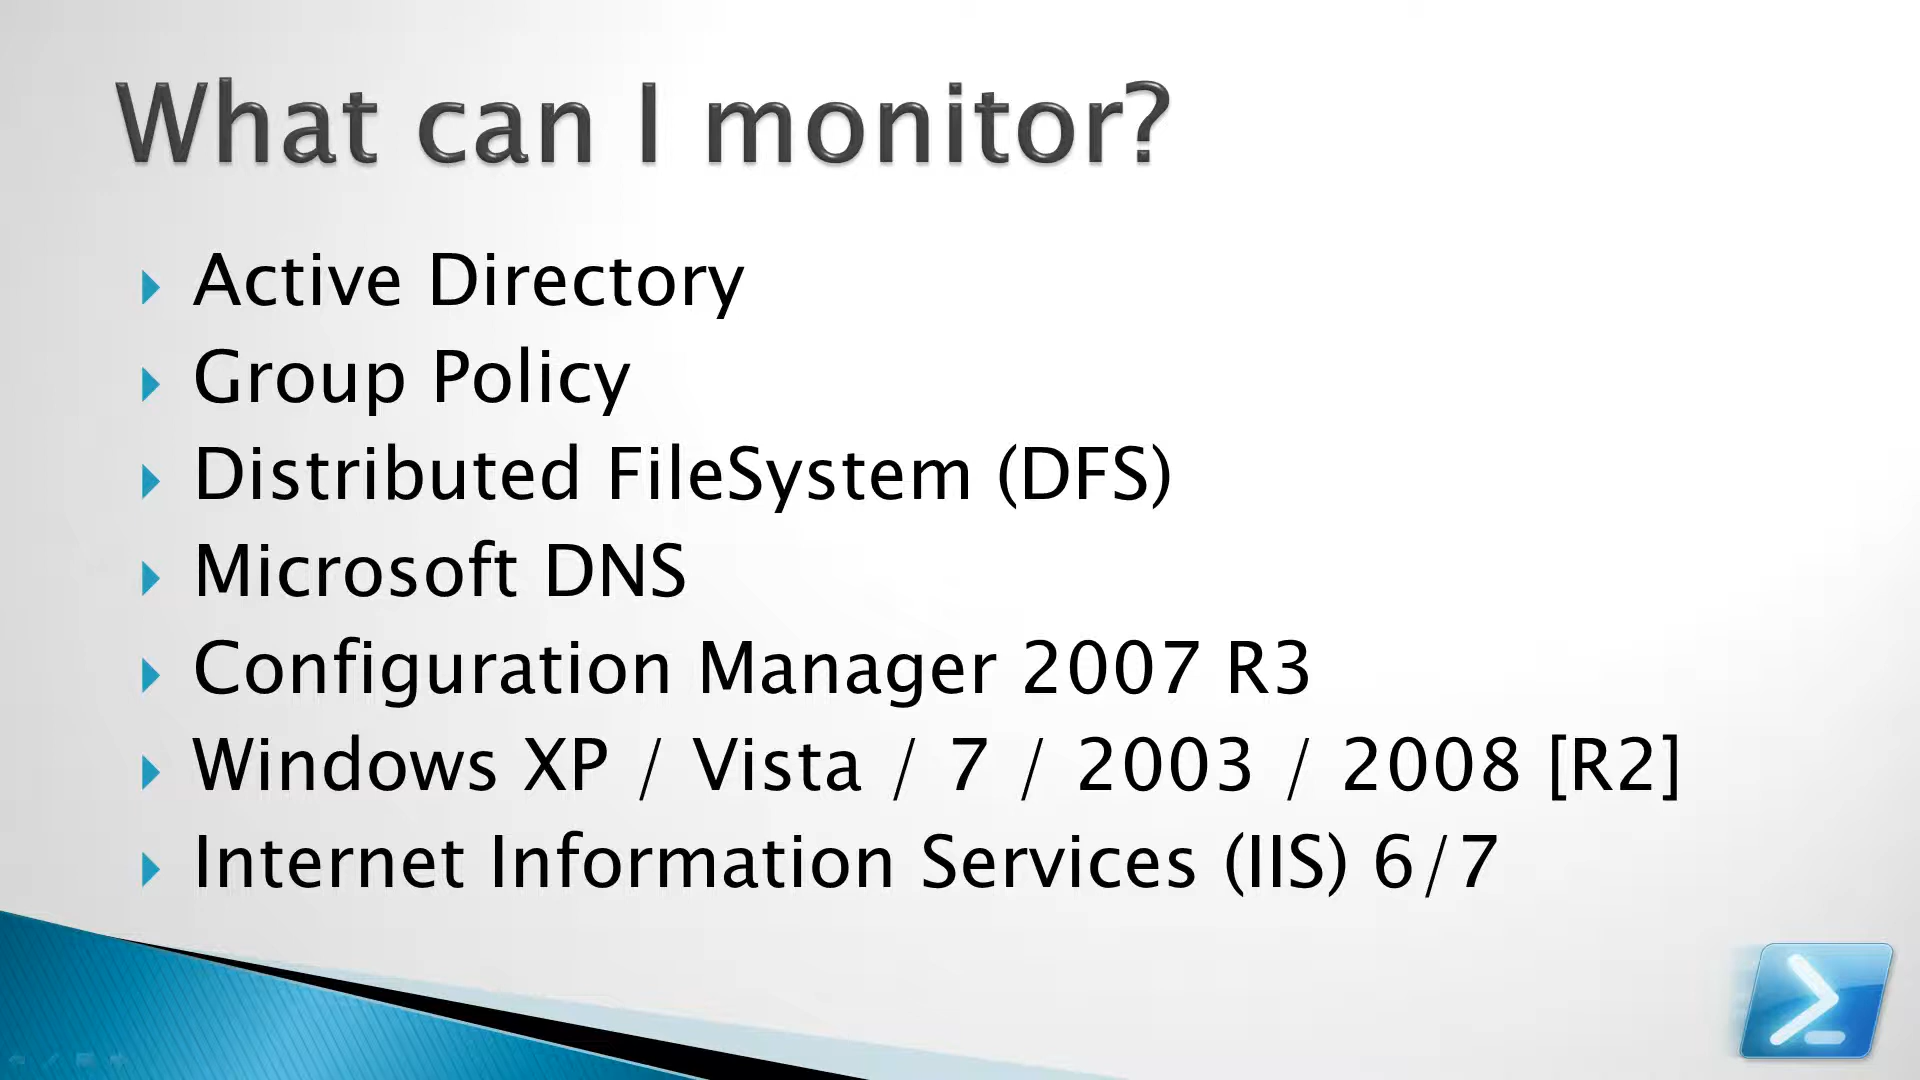 What can I monitor?
Active Directory
Group Policy
Distributed FileSystem (DFS)
Microsoft DNS
Configuration Manager 2007 R3
Windows XP / Vista / 7 / 2003 / 2008 [R2]
Internet Information Services (IIS) 6/7